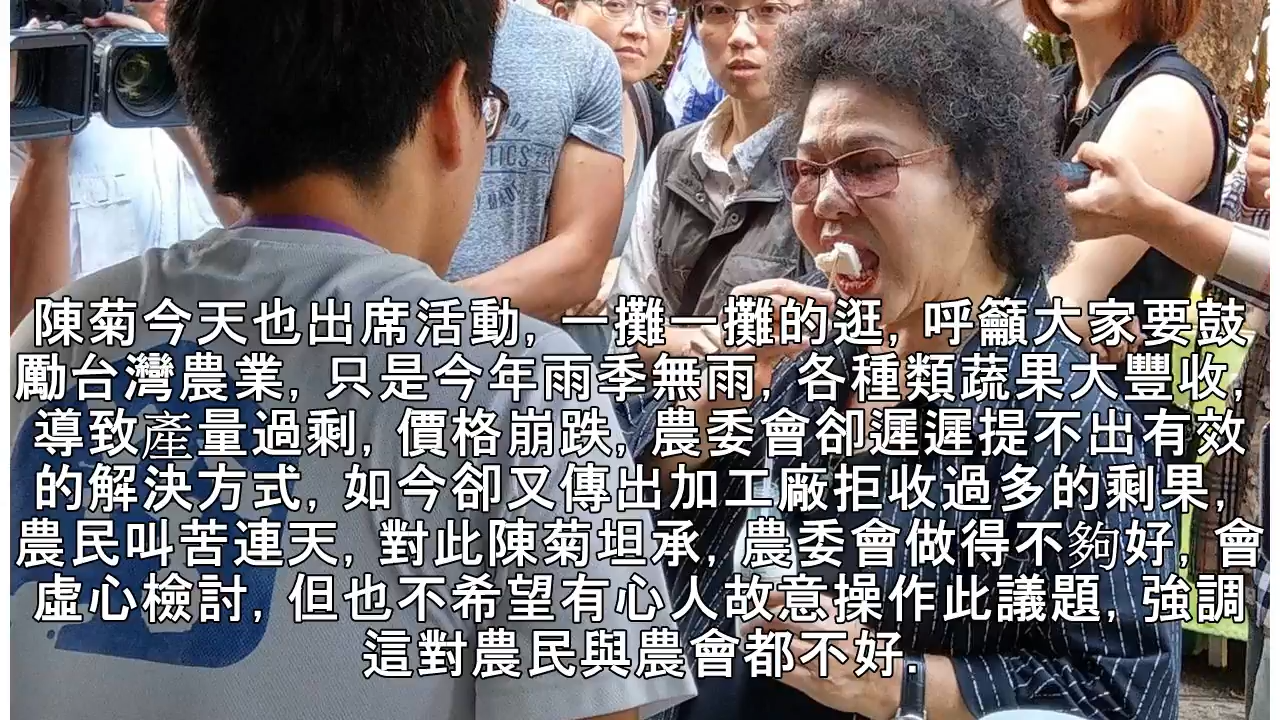 TICS
陳菊今天也出席活動, 一攤一攤的逛, 呼籲大家要鼓
勵台灣農業, 只是今年雨季無雨, 各種類蔬果大豐收,
導致產量過剩, 價格崩跌, 農委會卻遲遲提不出有效
的解決方式, 如今卻又傳出加工廠拒收過多的剩果,
農民叫苦連天, 對此陳菊坦承, 農委會做得不夠好, 會
虛心檢討, 但也不希望有心人故意操作此議題, 強調
這對農民與農會都不好.